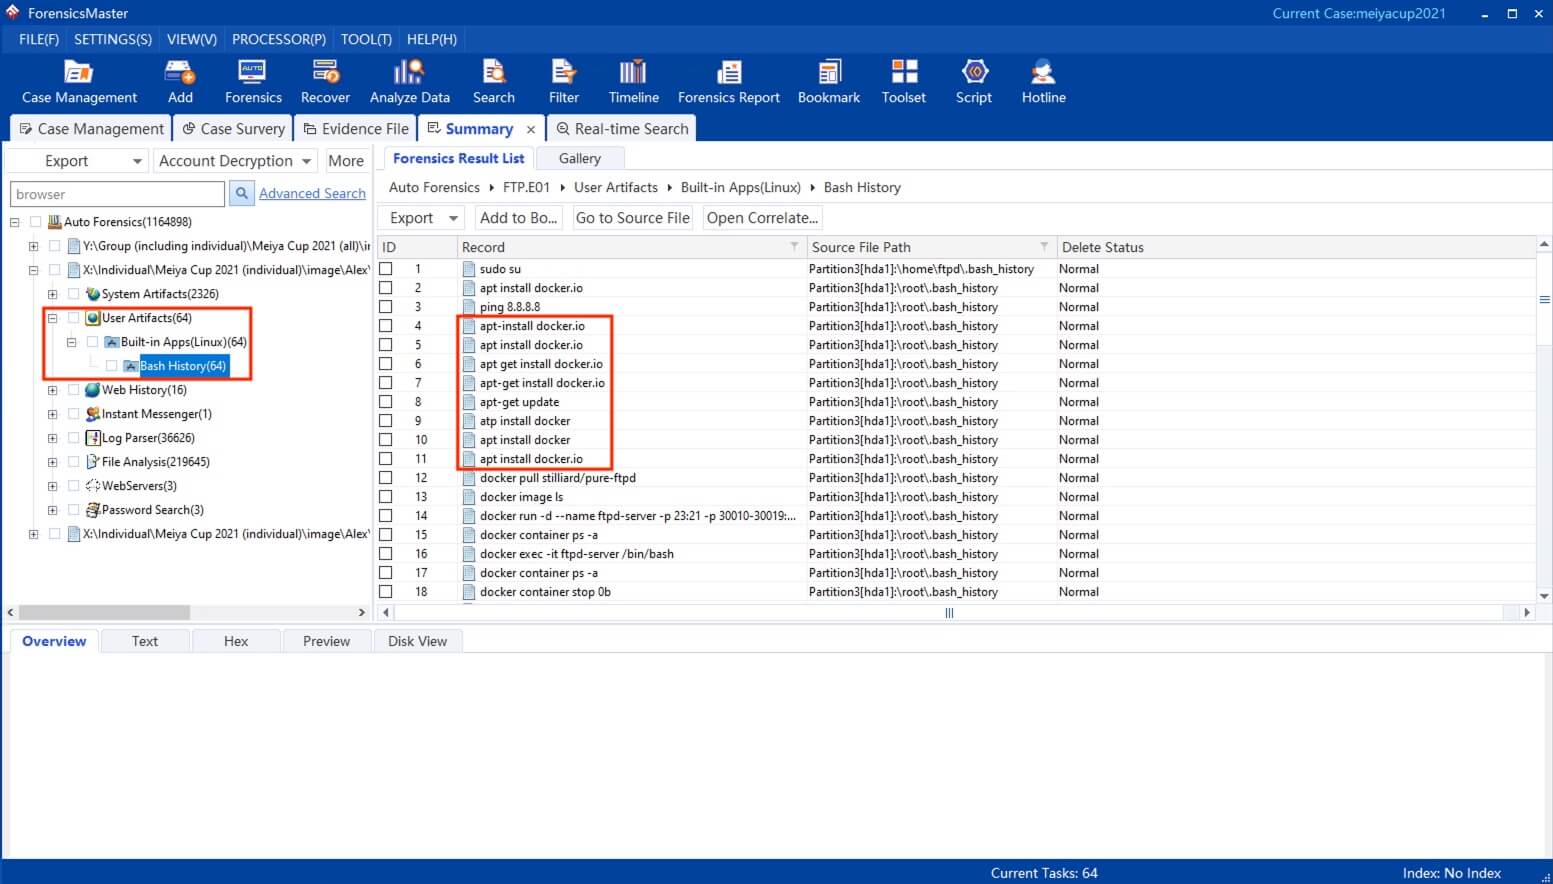 ForensicsMaster Current Case:meiyacup2021
FILE(F) SETTINGS(S) VIEW(V) PROCESSOR(P) TOOL(T) HELP(H)
Case Management Add Forensics Recover Analyze Data Search Filter Timeline Forensics Report Bookmark Toolset Script Hotline
Case Management Case Survery Evidence File Summary Real-time Search
Export Account Decryption More
browser Advanced Search
Auto Forensics(1164898)
Y:\Group (including individual)\Meiya Cup 2021 (all)\in
X:\Individual\Meiya Cup 2021 (individual)\image\Alex'
System Artifacts(2326)
User Artifacts(64)
Built-in Apps(Linux)(64)
Bash History(64)
Web History(16)
Instant Messenger(1)
Log Parser(36626)
File Analysis(219645)
WebServers(3)
Password Search(3)
X:\Individual\Meiya Cup 2021 (individual)\image\Alex'
Forensics Result List Gallery
Auto Forensics FTP.E01 User Artifacts Built-in Apps(Linux) Bash History
Export Add to Bo... Go to Source File Open Correlate...
ID Record Source File Path Delete Status
1 sudo su Partition3[hda1]:\home\ftpd\.bash_history Normal
2 apt install docker.io Partition3[hda1]:\root\.bash_history Normal
3 ping 8.8.8.8 Partition3[hda1]:\root\.bash_history Normal
4 apt-install docker.io Partition3[hda1]:\root\.bash_history Normal
5 apt install docker.io Partition3[hda1]:\root\.bash_history Normal
6 apt get install docker.io Partition3[hda1]:\root\.bash_history Normal
7 apt-get install docker.io Partition3[hda1]:\root\.bash_history Normal
8 apt-get update Partition3[hda1]:\root\.bash_history Normal
9 atp install docker Partition3[hda1]:\root\.bash_history Normal
10 apt install docker Partition3[hda1]:\root\.bash_history Normal
11 apt install docker.io Partition3[hda1]:\root\.bash_history Normal
12 docker pull stilliard/pure-ftpd Partition3[hda1]:\root\.bash_history Normal
13 docker image ls Partition3[hda1]:\root\.bash_history Normal
14 docker run -d --name ftpd-server -p 23:21 -p 30010-30019:... Partition3[hda1]:\root\.bash_history Normal
15 docker container ps -a Partition3[hda1]:\root\.bash_history Normal
16 docker exec -it ftpd-server /bin/bash Partition3[hda1]:\root\.bash_history Normal
17 docker container ps -a Partition3[hda1]:\root\.bash_history Normal
18 docker container stop 0b Partition3[hda1]:\root\.bash_history Normal
Overview Text Hex Preview Disk View
Current Tasks: 64 Index: No Index